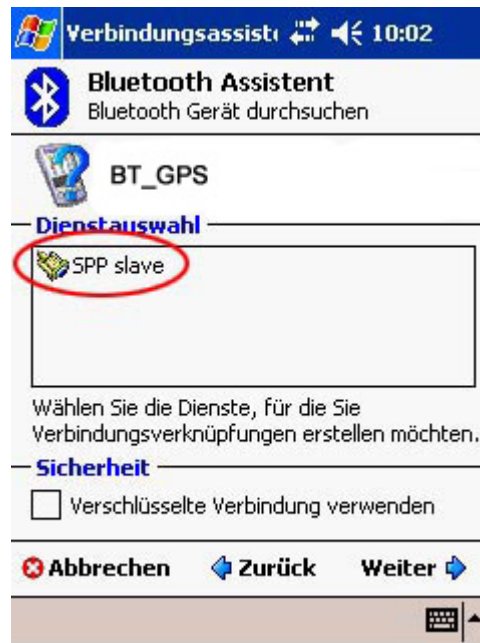 Verbindungsassistı 10:02
Bluetooth Assistent
Bluetooth Gerät durchsuchen
BT_GPS
Dienstauswahl
SPP slave
Wählen Sie die Dienste, für die Sie
Verbindungsverknüpfungen erstellen möchten.
Sicherheit
Verschlüsselte Verbindung verwenden
Abbrechen Zurück Weiter